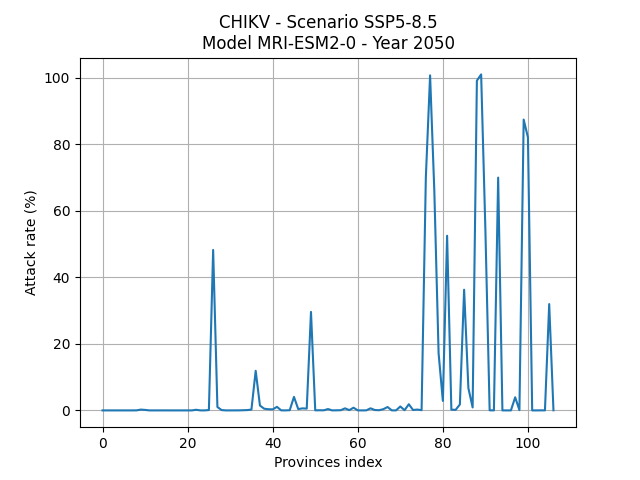 CHIKV - Scenario SSP5-8.5
Model MRI-ESM2-0 - Year 2050
100
80
60
40
20
0
Attack rate (%)
0 20 40 60 80 100
Provinces index